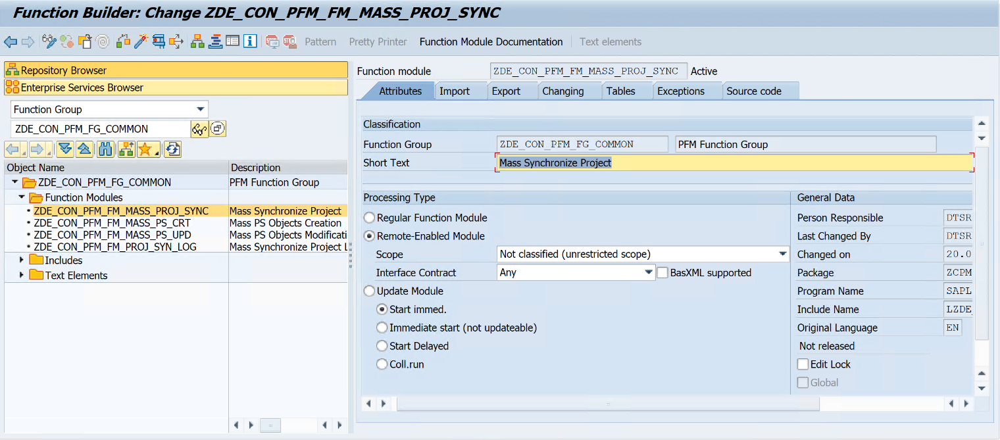 Function Builder: Change ZDE_CON_PFM_FM_MASS_PROJ_SYNC
Pattern Pretty Printer Function Module Documentation Text elements
Repository Browser
Enterprise Services Browser
Function Group
ZDE_CON_PFM_FG_COMMON
Object Name Description
ZDE_CON_PFM_FG_COMMON PFM Function Group
Function Modules
ZDE_CON_PFM_FM_MASS_PROJ_SYNC Mass Synchronize Project
ZDE_CON_PFM_FM_MASS_PS_CRT Mass PS Objects Creation
ZDE_CON_PFM_FM_MASS_PS_UPD Mass PS Objects Modificati
ZDE_CON_PFM_FM_PROJ_SYN_LOG Mass Synchronize Project L
Includes
Text Elements
Function module ZDE_CON_PFM_FM_MASS_PROJ_SYNC Active
Attributes Import Export Changing Tables Exceptions Source code
Classification
Function Group ZDE_CON_PFM_FG_COMMON PFM Function Group
Short Text Mass Synchronize Project
Processing Type
Regular Function Module
Remote-Enabled Module
Scope Not classified (unrestricted scope)
Interface Contract Any BasXML supported
Update Module
Start immed.
Immediate start (not updateable)
Start Delayed
Coll.run
General Data
Person Responsible DTSR
Last Changed By DTSR
Changed on 20.0
Package ZCPM
Program Name SAPL
Include Name LZDE
Original Language EN
Not released
Edit Lock
Global